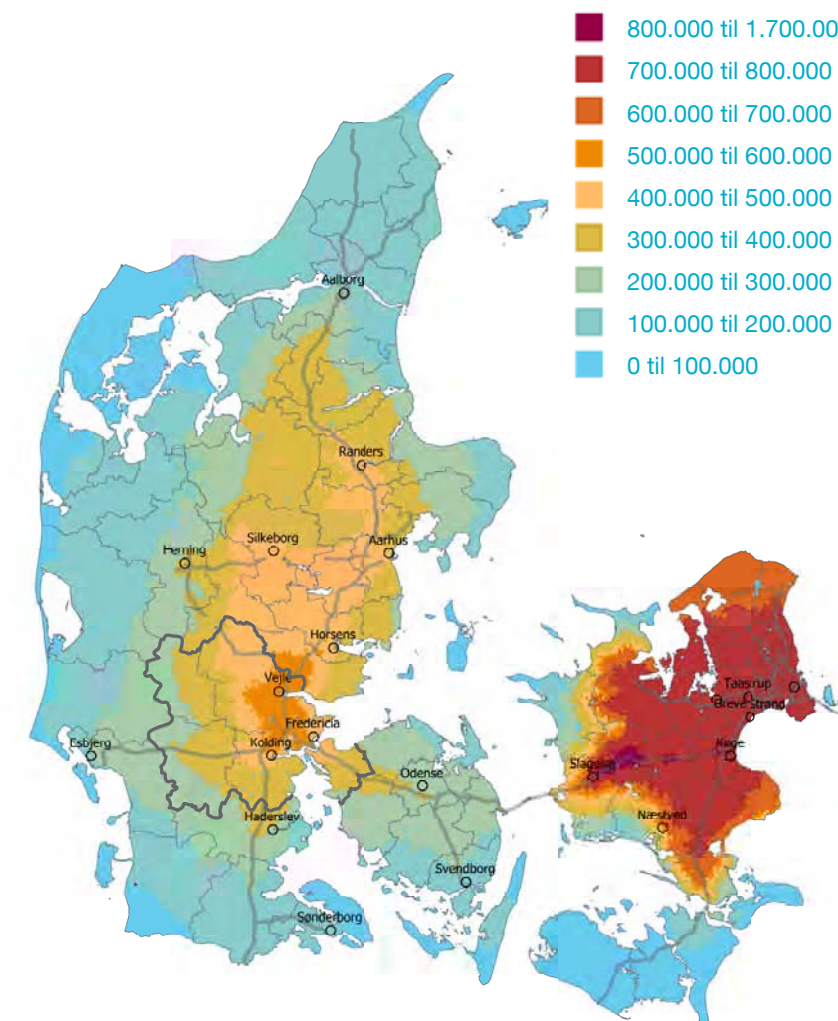 800.000 til 1.700.00
700.000 til 800.000
600.000 til 700.000
500.000 til 600.000
400.000 til 500.000
300.000 til 400.000
200.000 til 300.000
100.000 til 200.000
0 til 100.000
Aalborg
Randers
Silkeborg
Aarhus
Herning
Horsens
Vejle
Fredericia
Kolding
Esbjerg
Odense
Haderslev
Svendborg
Sønderborg
Taastrup
Greve Strand
Køge
Slagelse
Næstved